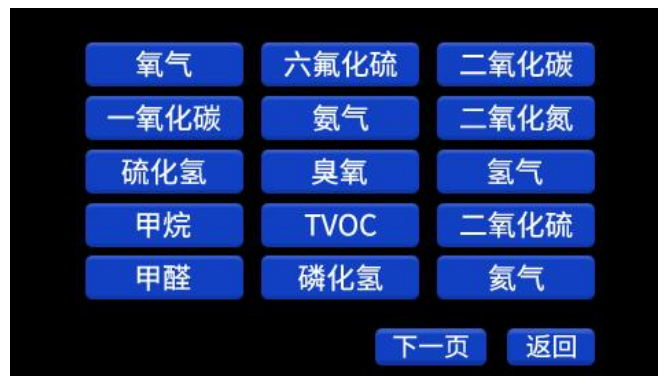 氧气 六氟化硫 二氧化碳
一氧化碳 氨气 二氧化氮
硫化氢 臭氧 氢气
甲烷 TVOC 二氧化硫
甲醛 磷化氢 氦气
下一页 返回